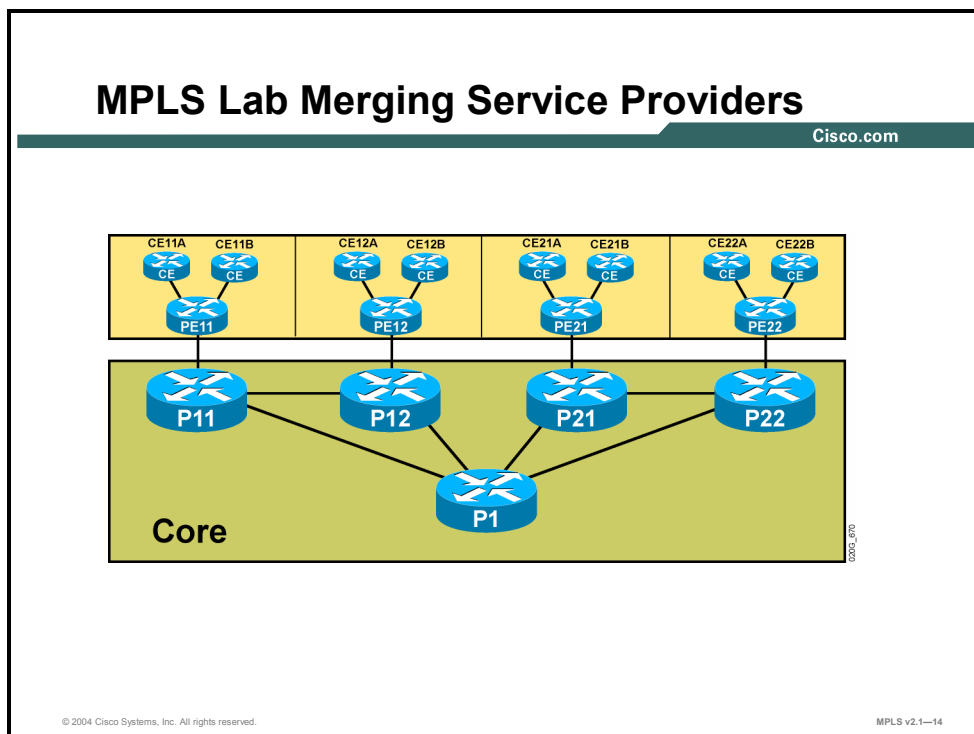 MPLS Lab Merging Service Providers
Cisco.com
CE11A CE11B CE12A CE12B CE21A CE21B CE22A CE22B
CE CE CE CE CE CE CE CE
PE11 PE12 PE21 PE22
P11 P12 P21 P22
P1
Core
020G_670
© 2004 Cisco Systems, Inc. All rights reserved.
MPLS v2.1—14